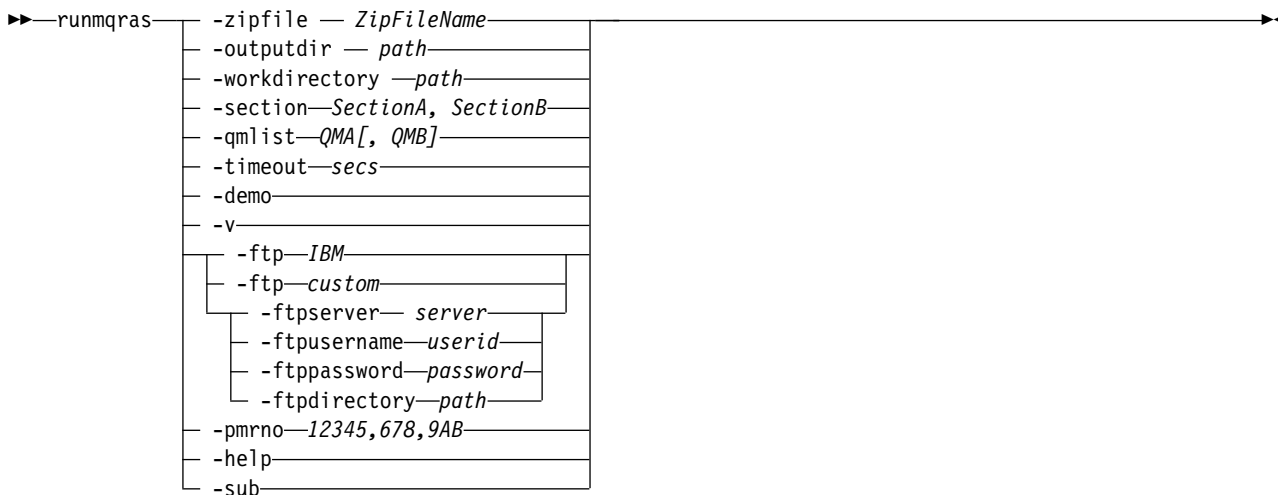 runmqras -zipfile ZipFileName
-outputdir path
-workdirectory path
-section SectionA, SectionB
-qmlist QMA[, QMB]
-timeout secs
-demo
-v
-ftp IBM
-ftp custom
-ftpserver server
-ftpusername userid
-ftppassword password
-ftpdirectory path
-pmrno 12345,678,9AB
-help
-sub